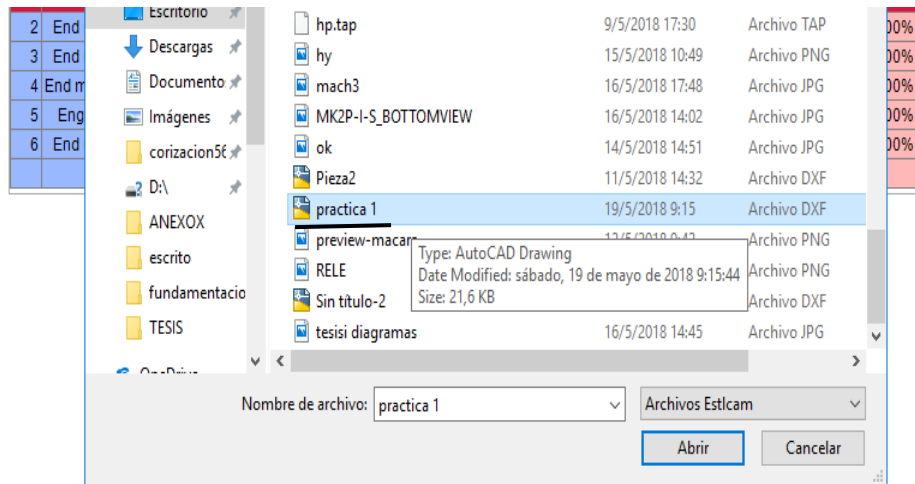 Escritorio
hp.tap 9/5/2018 17:30 Archivo TAP
2 End 00%
Descargas
hy 15/5/2018 10:49 Archivo PNG
3 End 00%
Documento
mach3 16/5/2018 17:48 Archivo JPG
4 End m 00%
Imágenes
MK2P-I-S_BOTTOMVIEW 16/5/2018 14:02 Archivo JPG
5 Eng 00%
corizacion56
ok 14/5/2018 14:51 Archivo JPG
6 End 00%
D:\
Pieza2 11/5/2018 14:32 Archivo DXF
ANEXOX
practica 1 19/5/2018 9:15 Archivo DXF
escrito
preview-macar Archivo PNG
Type: AutoCAD Drawing
Date Modified: sábado, 19 de mayo de 2018 9:15:44
Size: 21,6 KB
RELE Archivo PNG
fundamentacio
Sin título-2 Archivo DXF
TESIS
tesisi diagramas 16/5/2018 14:45 Archivo JPG
OneDrive
Nombre de archivo: practica 1 Archivos Estlcam
Abrir Cancelar